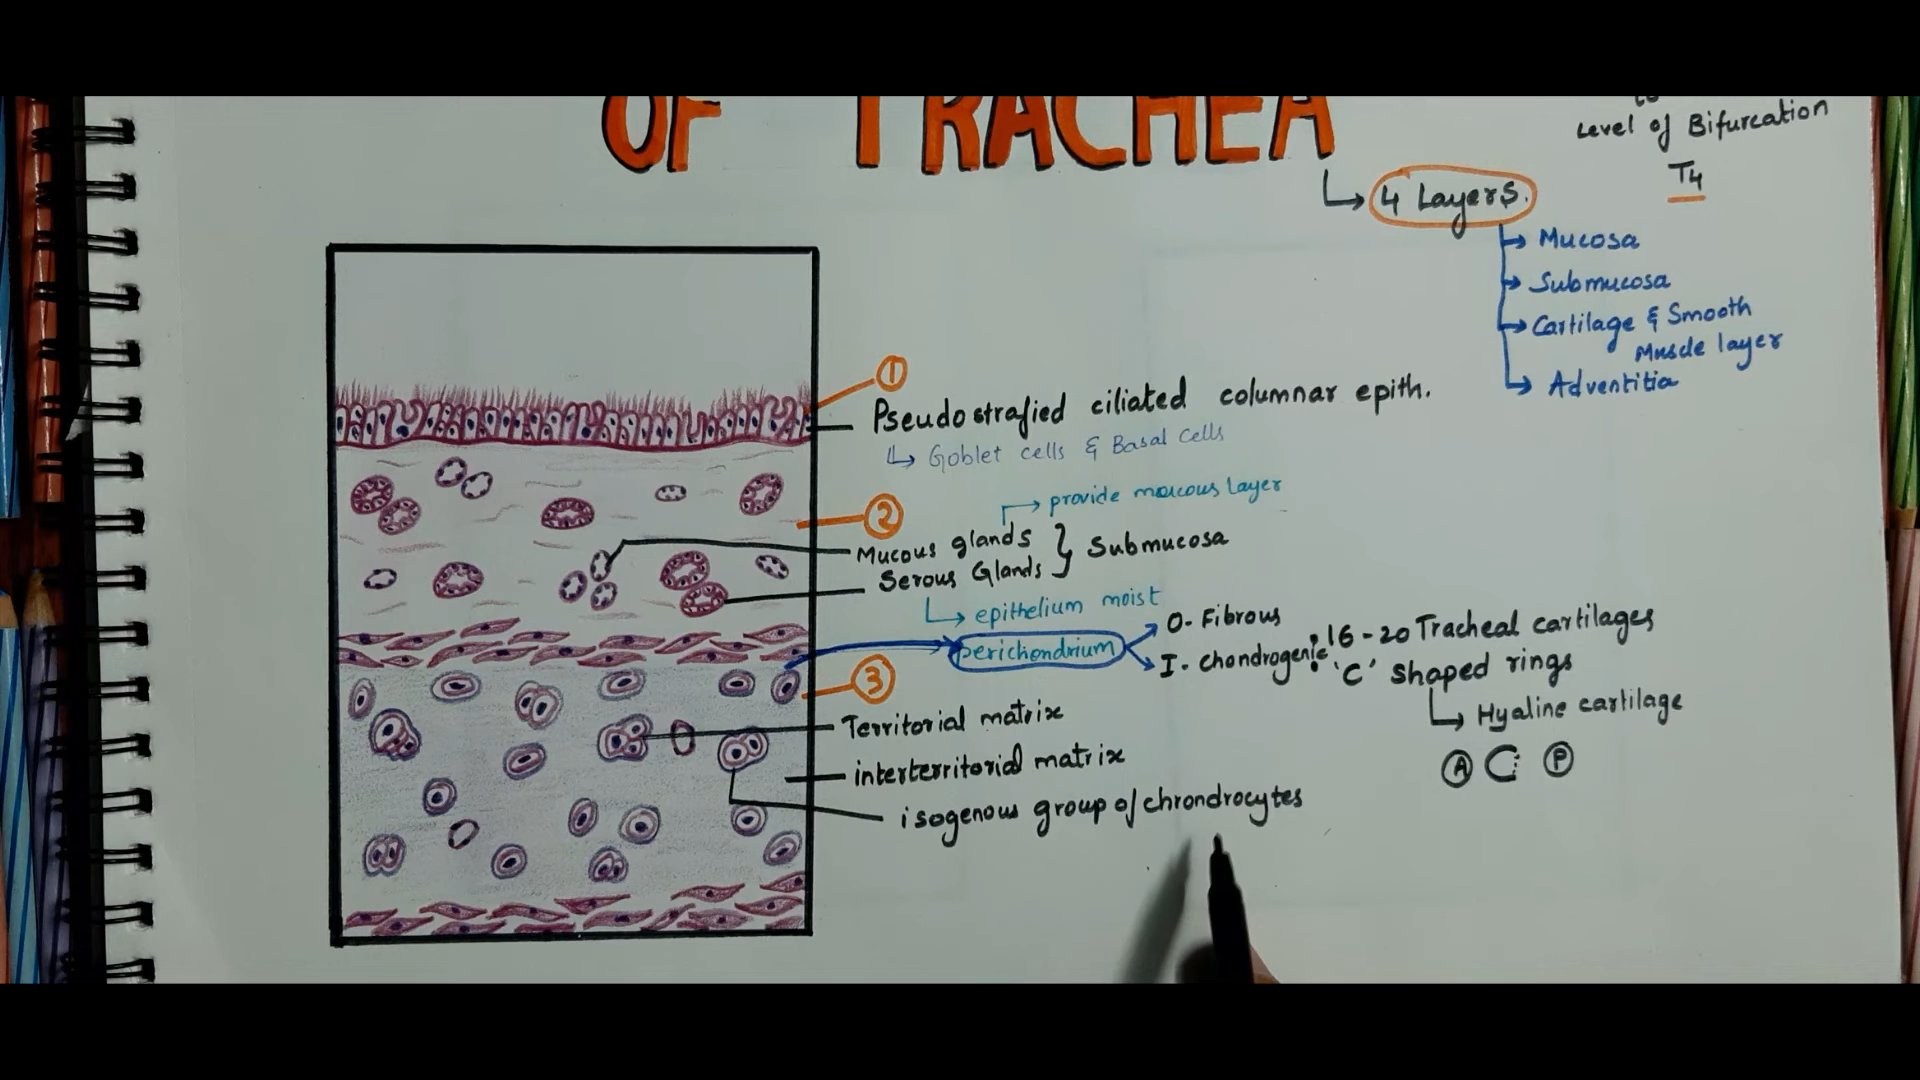 OF TRACHEA
Level of Bifurcation
T4
4 Layers.
Mucosa
Submucosa
Cartilage & Smooth
Muscle layer
Adventitia
1
Pseudostrafied ciliated columnar epith.
Goblet cells & Basal cells
provide mucous Layer
2
Mucous glands
Serous Glands
Submucosa
epithelium moist
perichondrium
O- Fibrous
I- chondrogenic
16-20 Tracheal cartilages
'C' shaped rings
Hyaline cartilage
A C P
3
Territorial matrix
interterritorial matrix
isogenous group of chrondrocytes